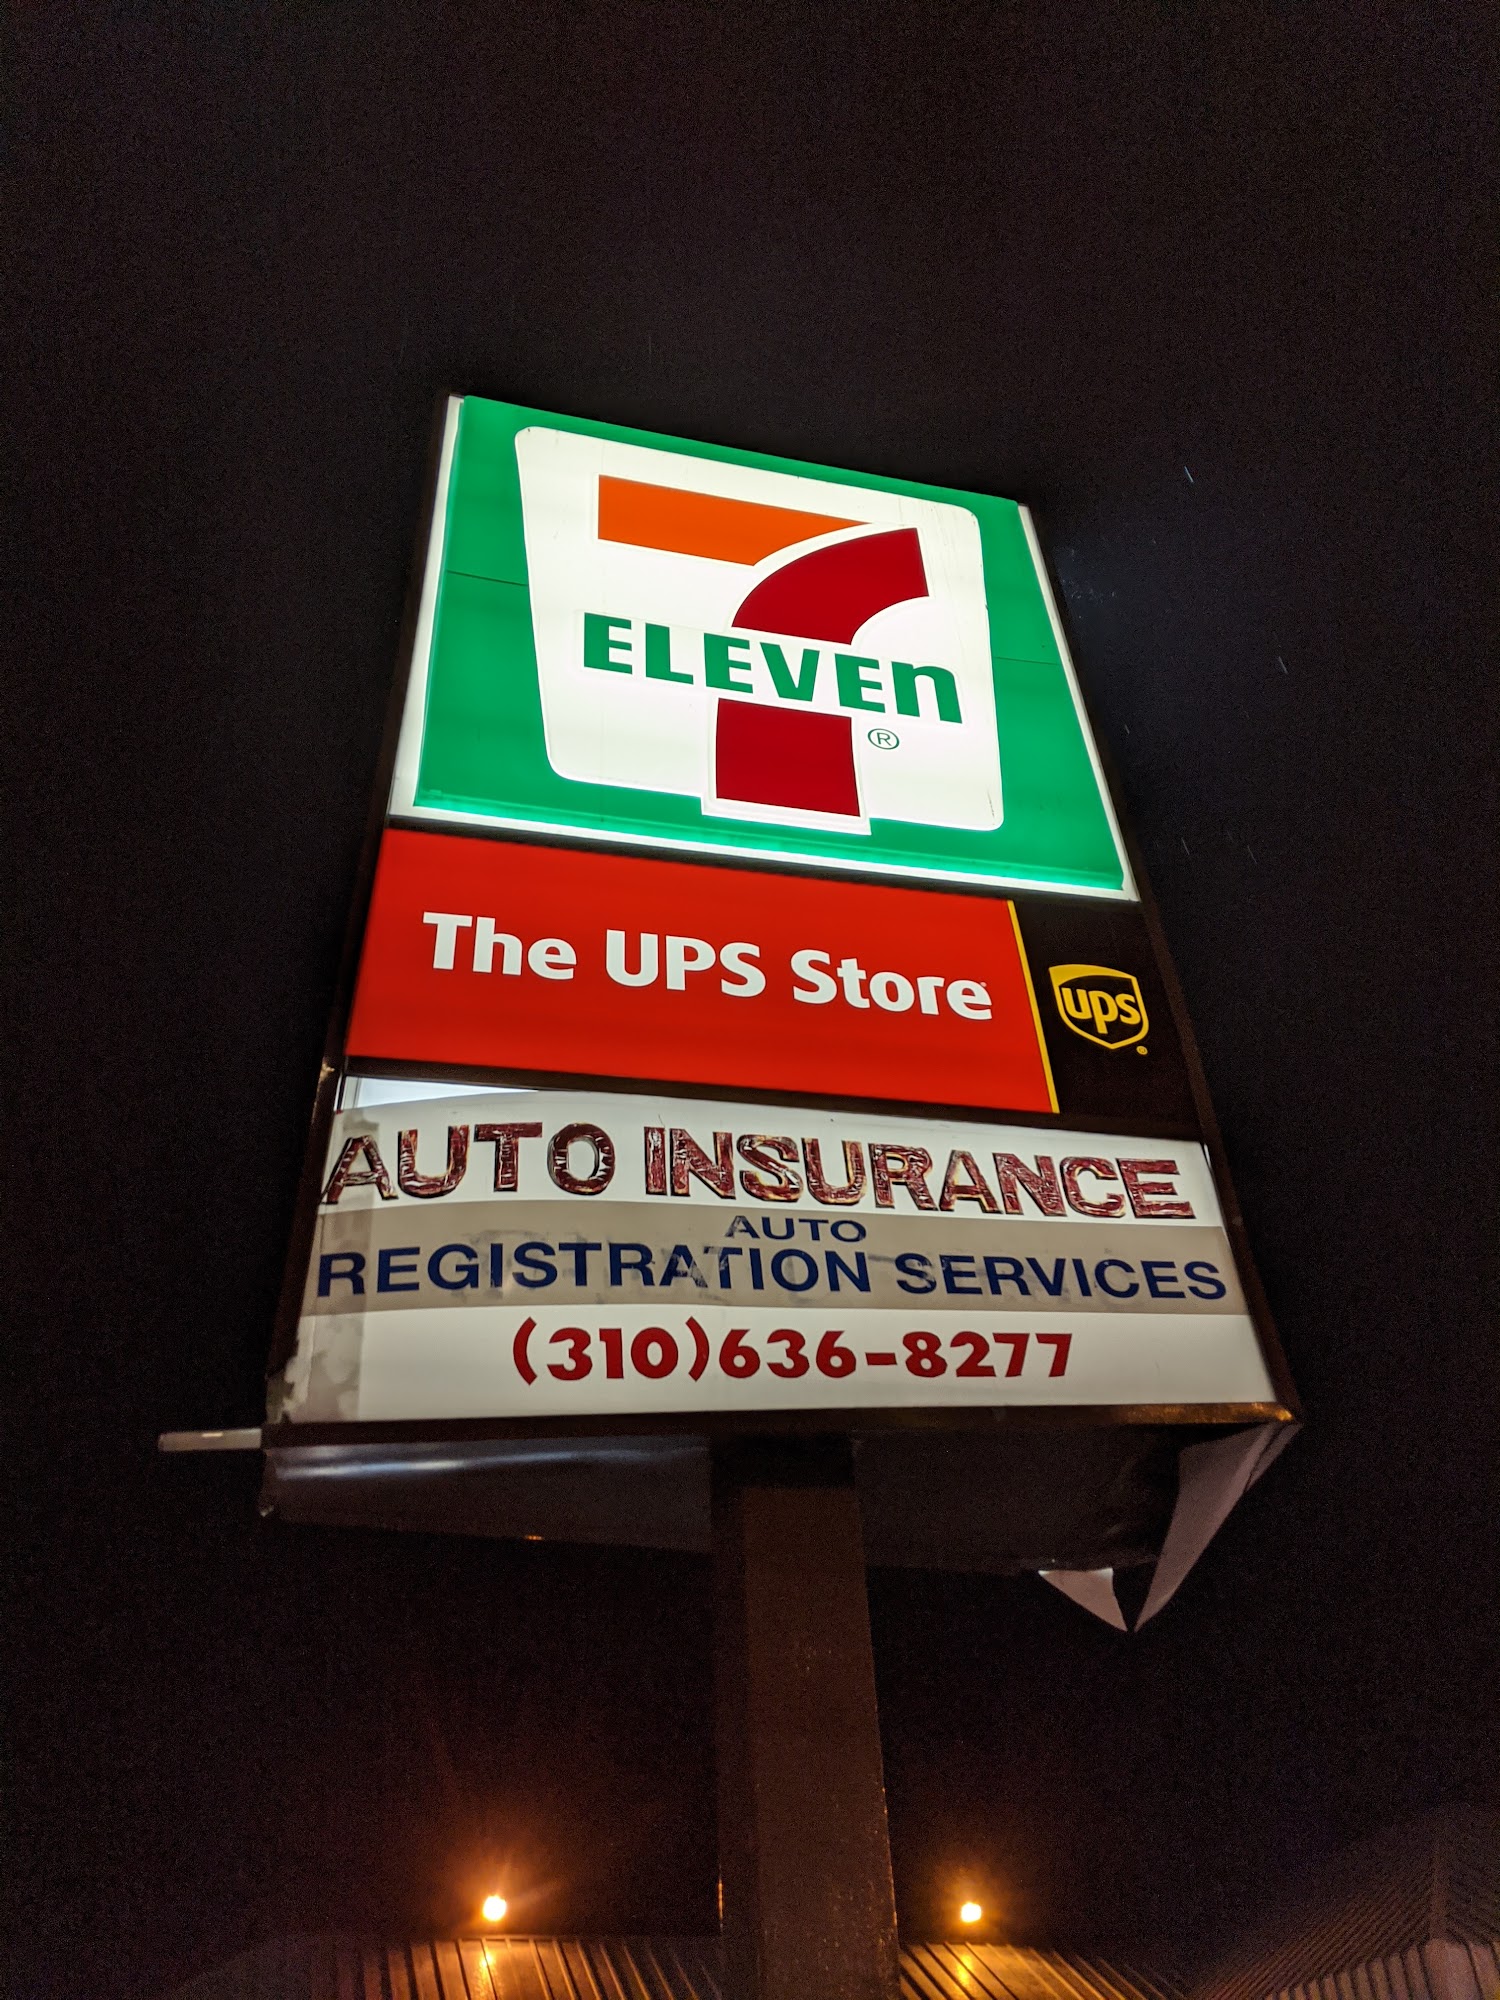 7
ELEVEn
®
The UPS Store
ups
AUTO INSURANCE
AUTO
REGISTRATION SERVICES
(310)636-8277